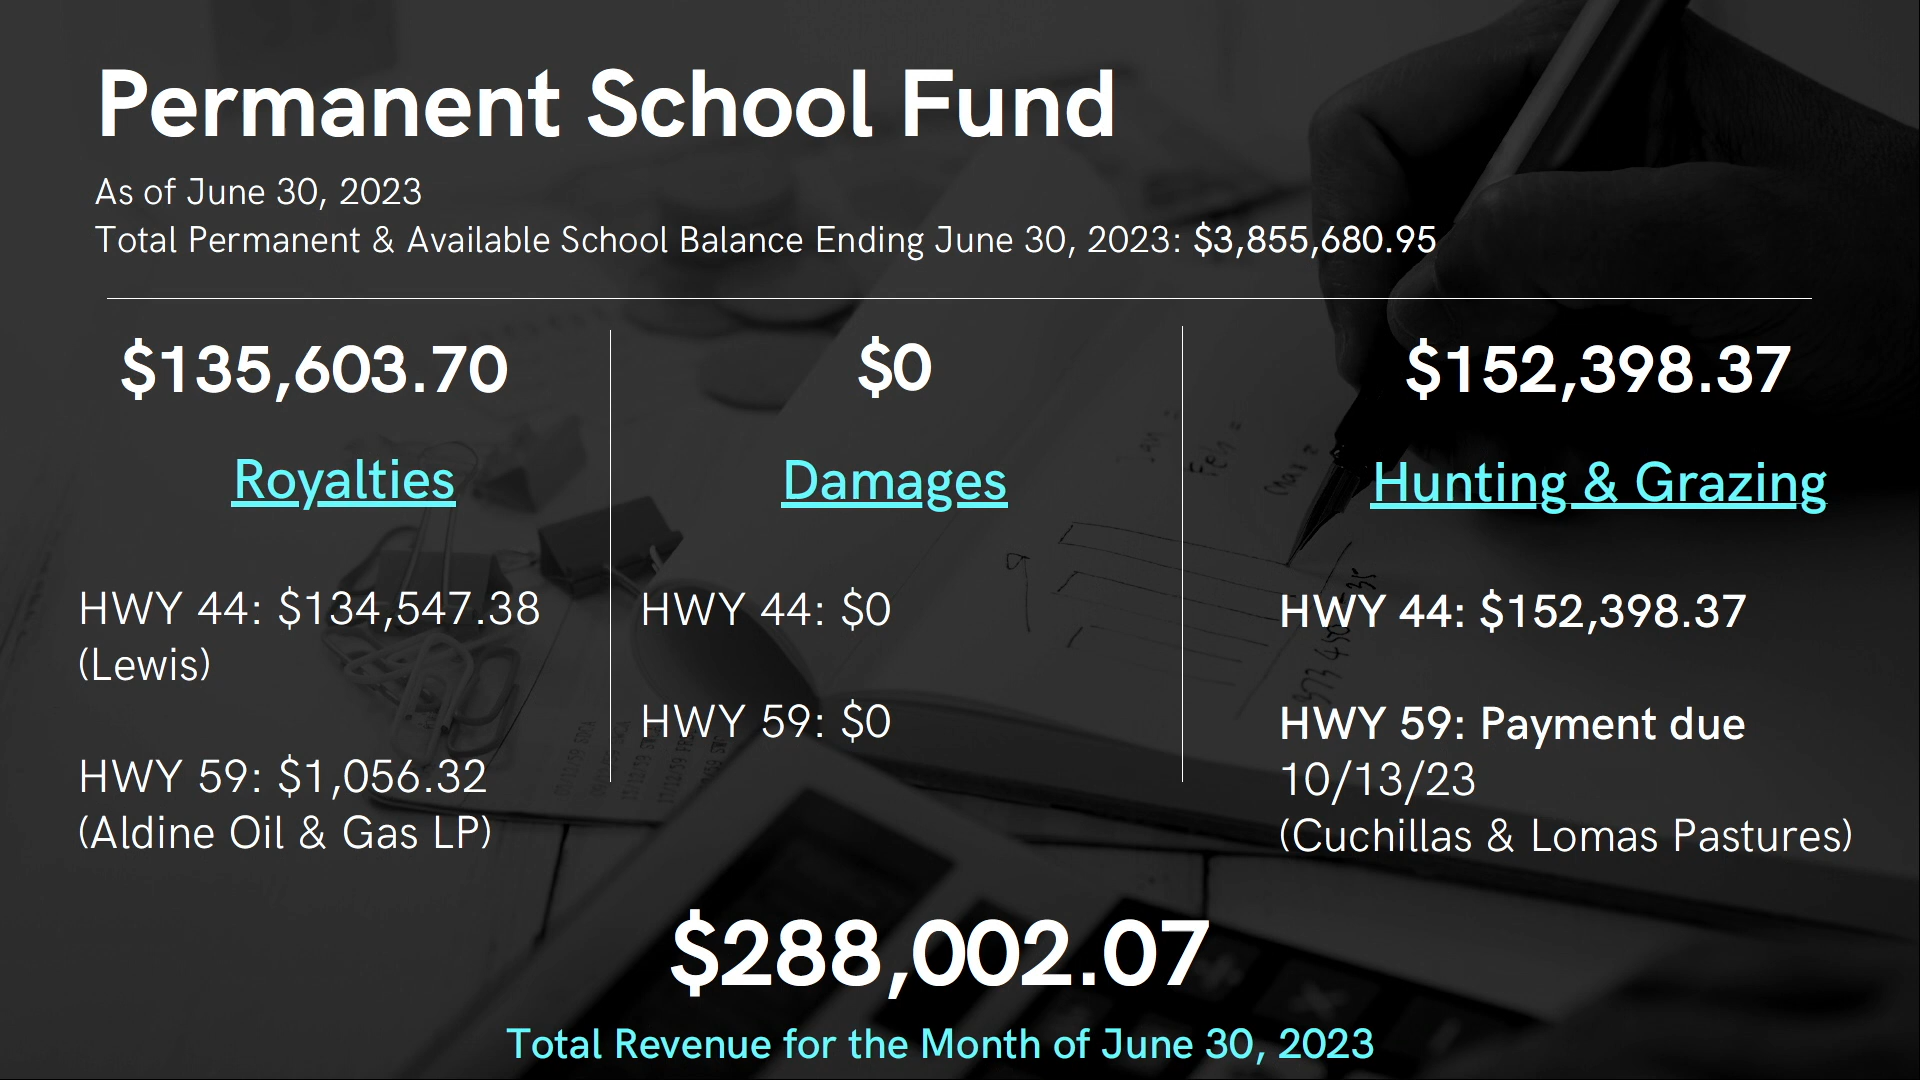 Permanent School Fund
As of June 30, 2023
Total Permanent & Available School Balance Ending June 30, 2023: $3,855,680.95
$135,603.70
Royalties
HWY 44: $134,547.38
(Lewis)
HWY 59: $1,056.32
(Aldine Oil & Gas LP)
$0
Damages
HWY 44: $0
HWY 59: $0
$152,398.37
Hunting & Grazing
HWY 44: $152,398.37
HWY 59: Payment due
10/13/23
(Cuchillas & Lomas Pastures)
$288,002.07
Total Revenue for the Month of June 30, 2023